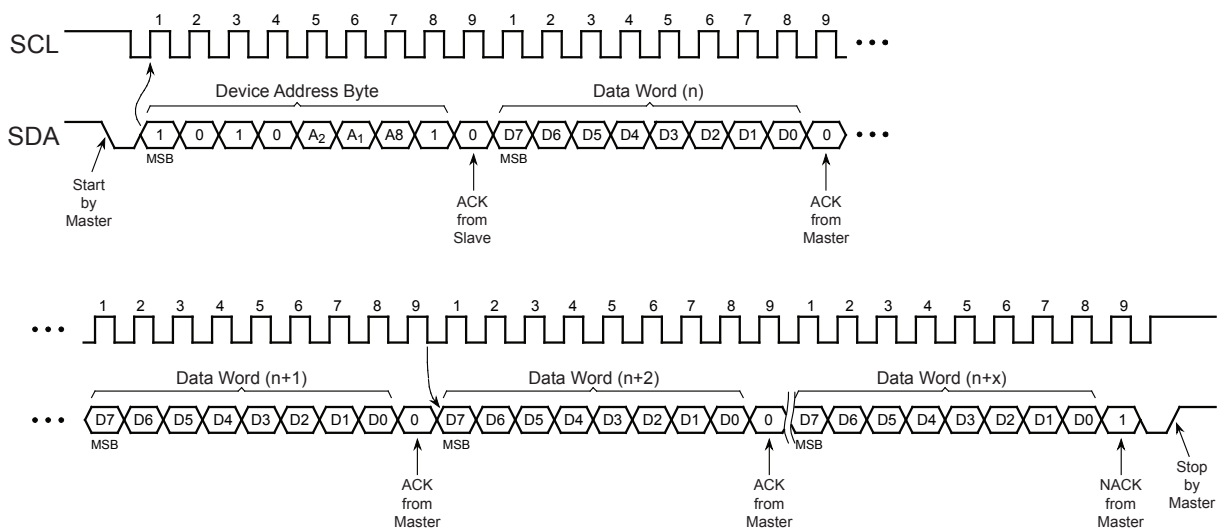 1 2 3 4 5 6 7 8 9 1 2 3 4 5 6 7 8 9
SCL
Device Address Byte Data Word (n)
SDA 1 0 1 0 A2 A1 A8 1 0 D7 D6 D5 D4 D3 D2 D1 D0 0
MSB MSB
Start
by
Master
ACK
from
Slave
ACK
from
Master
1 2 3 4 5 6 7 8 9 1 2 3 4 5 6 7 8 9 1 2 3 4 5 6 7 8 9
Data Word (n+1) Data Word (n+2) Data Word (n+x)
D7 D6 D5 D4 D3 D2 D1 D0 0 D7 D6 D5 D4 D3 D2 D1 D0 0 D7 D6 D5 D4 D3 D2 D1 D0 1
MSB MSB MSB
ACK
from
Master
ACK
from
Master
NACK
from
Master
Stop
by
Master